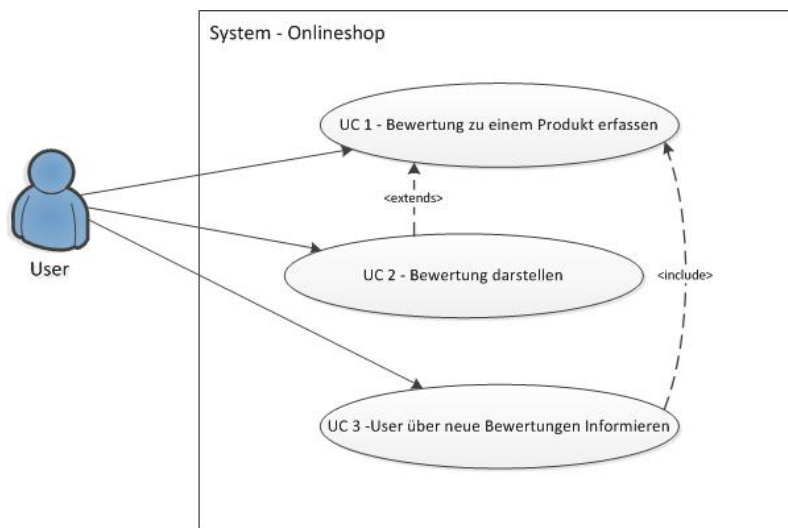 System - Onlineshop
UC 1 - Bewertung zu einem Produkt erfassen
<extends>
User
UC 2 - Bewertung darstellen
<include>
UC 3 -User über neue Bewertungen Informieren